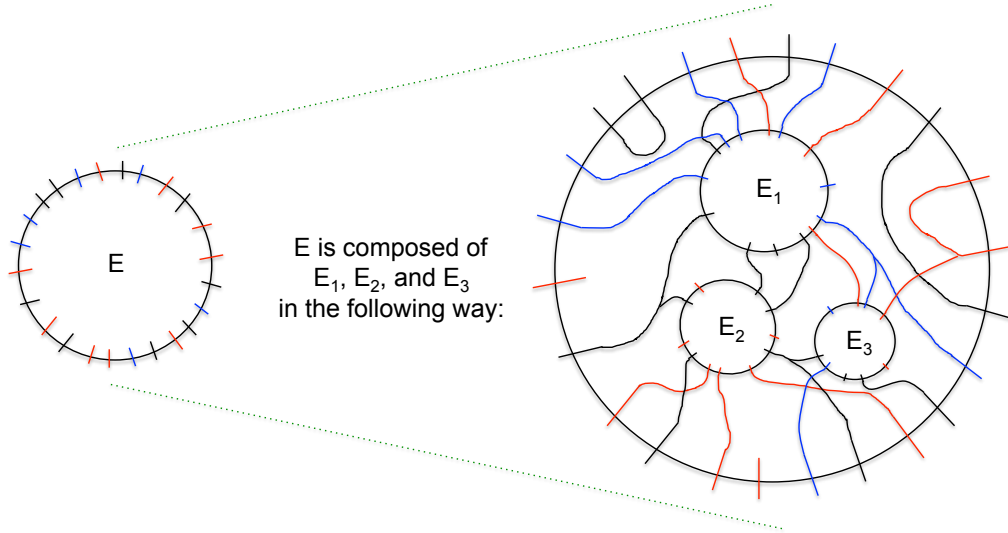 E
E is composed of
E₁, E₂, and E₃
in the following way:
E₁
E₂
E₃